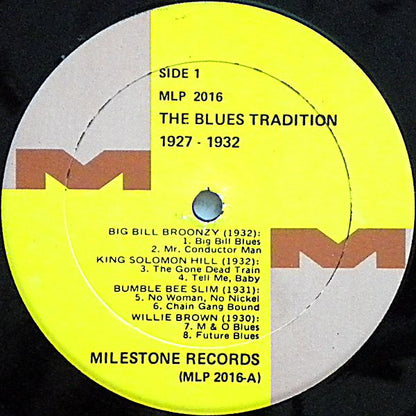 SIDE 1
MLP 2016
THE BLUES TRADITION
1927 - 1932
M
M
BIG BILL BROONZY (1932):
1. Big Bill Blues
2. Mr. Conductor Man
KING SOLOMON HILL (1932):
3. The Gone Dead Train
4. Tell Me, Baby
BUMBLE BEE SLIM (1931):
5. No Woman, No Nickel
6. Chain Gang Bound
WILLIE BROWN (1930):
7. M & O Blues
8. Future Blues
MILESTONE RECORDS
(MLP 2016-A)